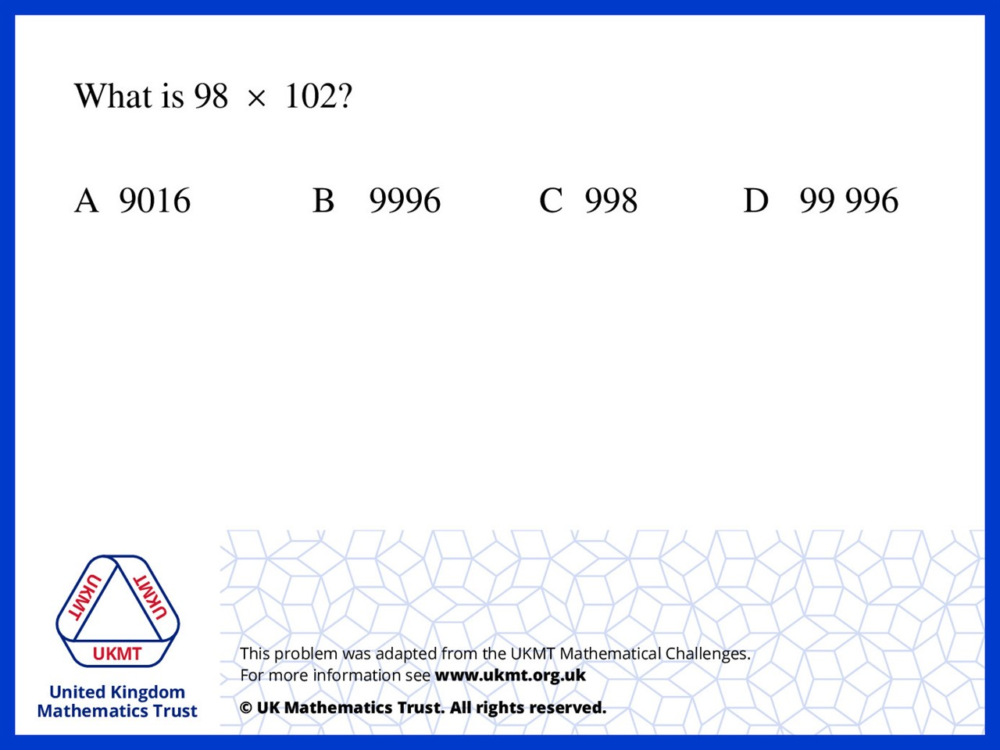 What is 98 × 102?
A 9016 B 9996 C 998 D 99 996
UKMT
UKMT
UKMT
United Kingdom
Mathematics Trust
This problem was adapted from the UKMT Mathematical Challenges.
For more information see www.ukmt.org.uk
© UK Mathematics Trust. All rights reserved.